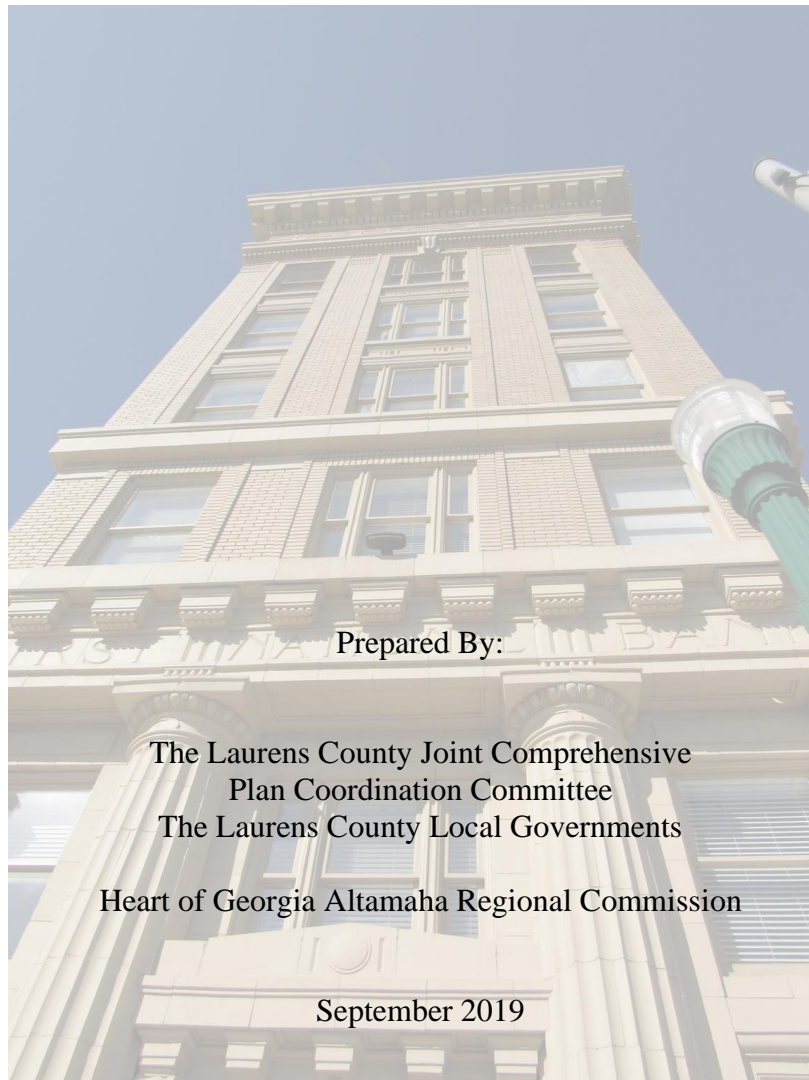 Prepared By:
The Laurens County Joint Comprehensive
Plan Coordination Committee
The Laurens County Local Governments
Heart of Georgia Altamaha Regional Commission
September 2019